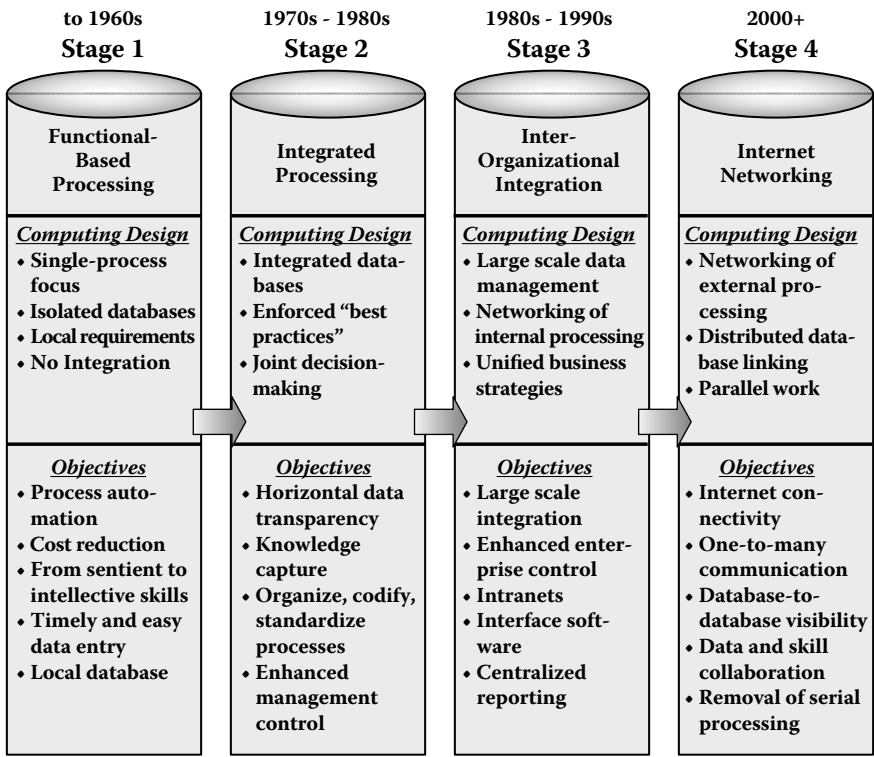 to 1960s
Stage 1
Functional-
Based
Processing
Computing Design
• Single-process
focus
• Isolated databases
• Local requirements
• No Integration
Objectives
• Process auto-
mation
• Cost reduction
• From sentient to
intellective skills
• Timely and easy
data entry
• Local database
1970s - 1980s
Stage 2
Integrated
Processing
Computing Design
• Integrated data-
bases
• Enforced “best
practices”
• Joint decision-
making
Objectives
• Horizontal data
transparency
• Knowledge
capture
• Organize, codify,
standardize
processes
• Enhanced
management
control
1980s - 1990s
Stage 3
Inter-
Organizational
Integration
Computing Design
• Large scale data
management
• Networking of
internal processing
• Unified business
strategies
Objectives
• Large scale
integration
• Enhanced enter-
prise control
• Intranets
• Interface soft-
ware
• Centralized
reporting
2000+
Stage 4
Internet
Networking
Computing Design
• Networking of
external pro-
cessing
• Distributed data-
base linking
• Parallel work
Objectives
• Internet con-
nectivity
• One-to-many
communication
• Database-to-
database visibility
• Data and skill
collaboration
• Removal of serial
processing